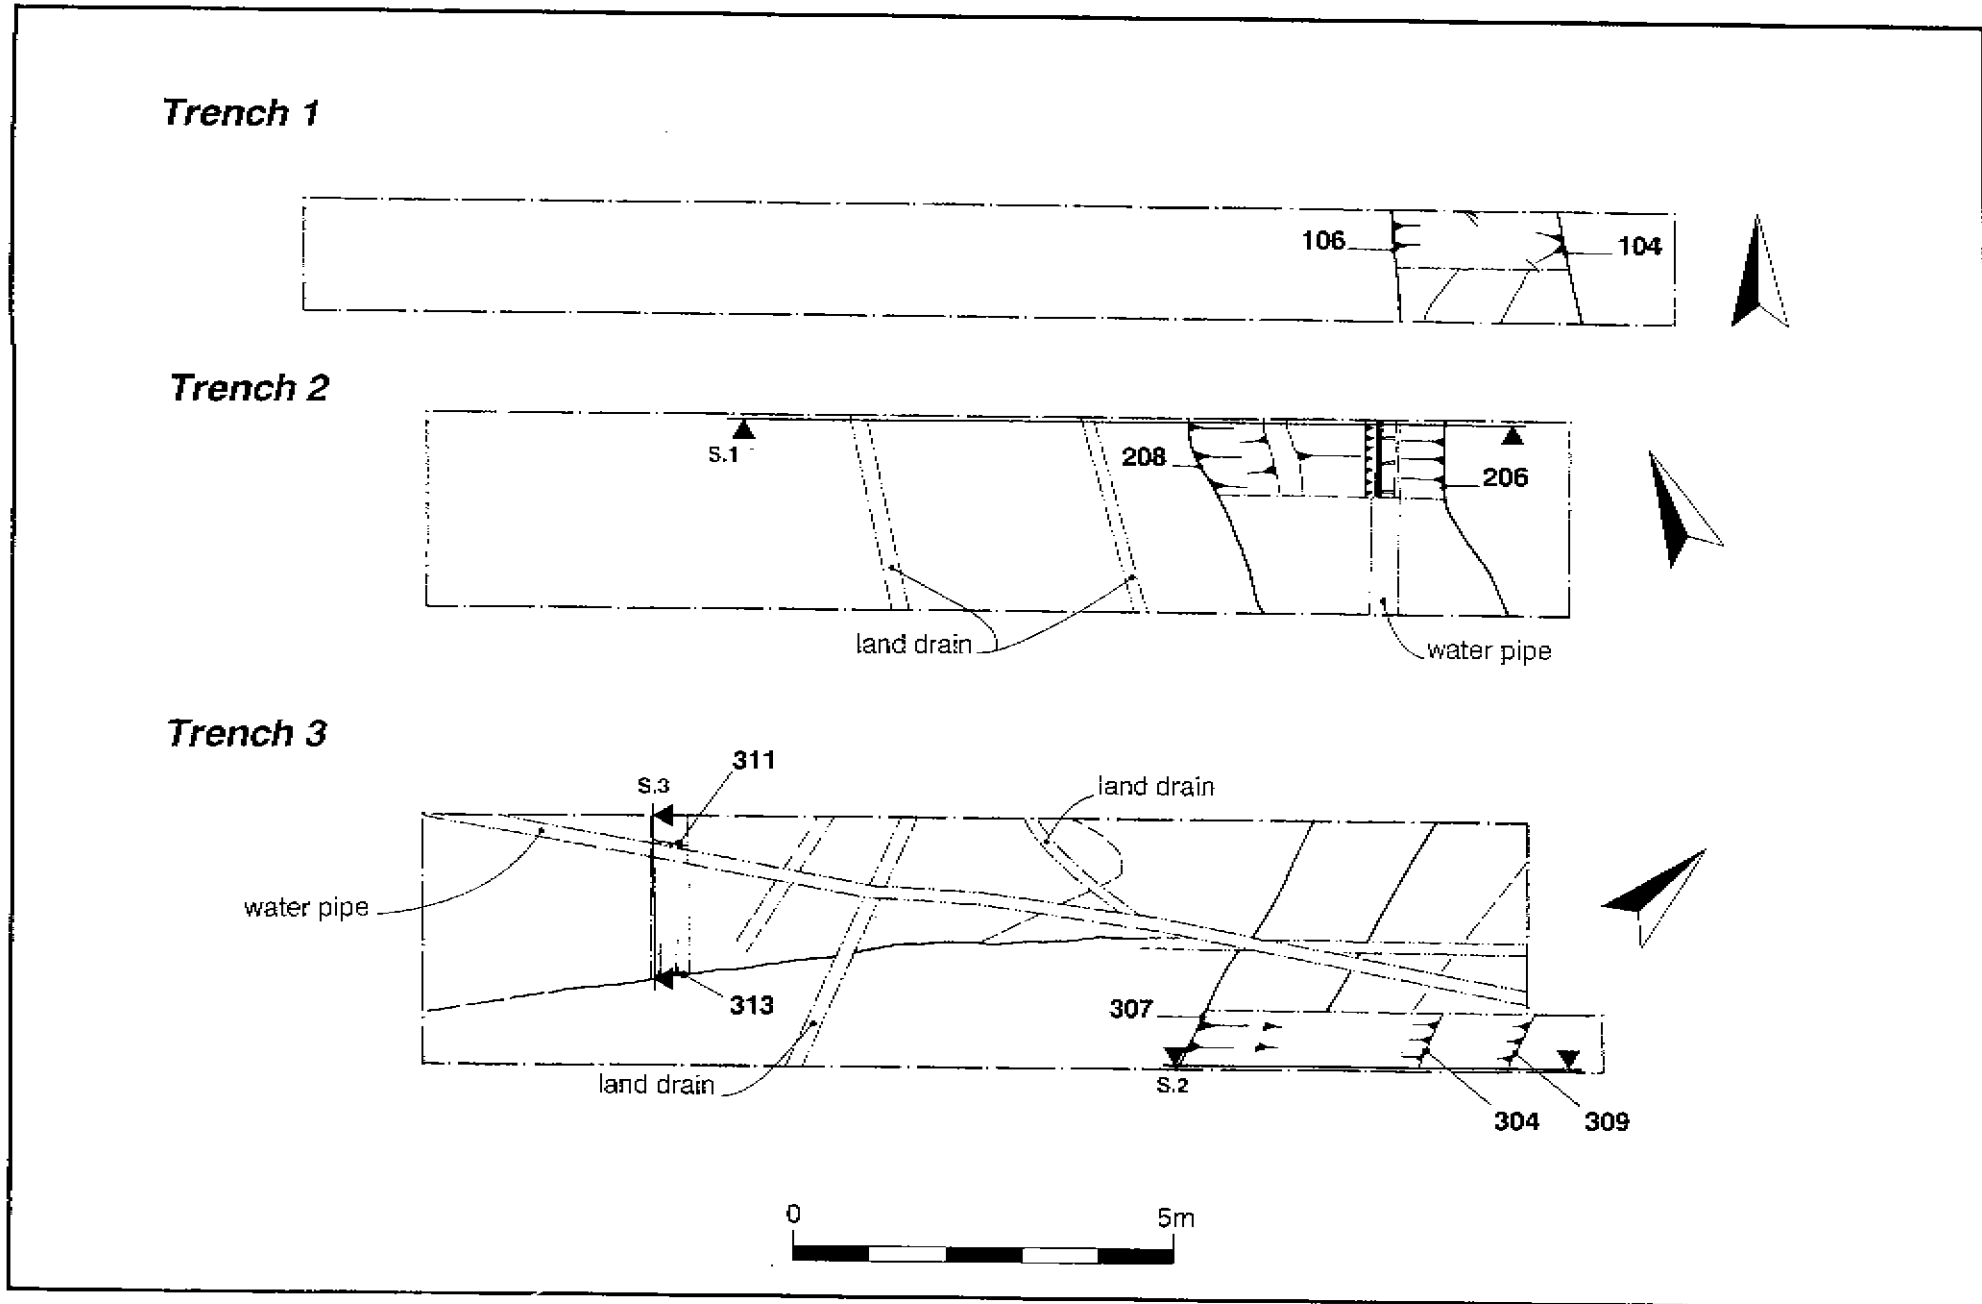 Trench 1
106
104
Trench 2
S.1
208
206
land drain
water pipe
Trench 3
311
S.3
land drain
water pipe
313
307
land drain
S.2
304
309
0
5m